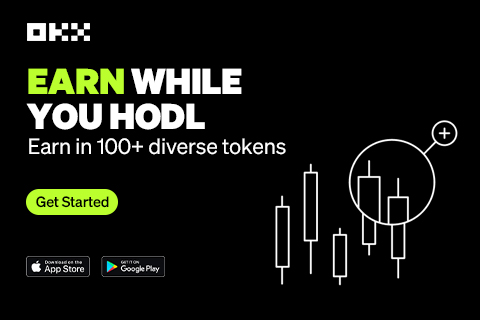 OKX
EARN WHILE
YOU HODL
Earn in 100+ diverse tokens
Get Started
Download on the
App Store
GET IT ON
Google Play